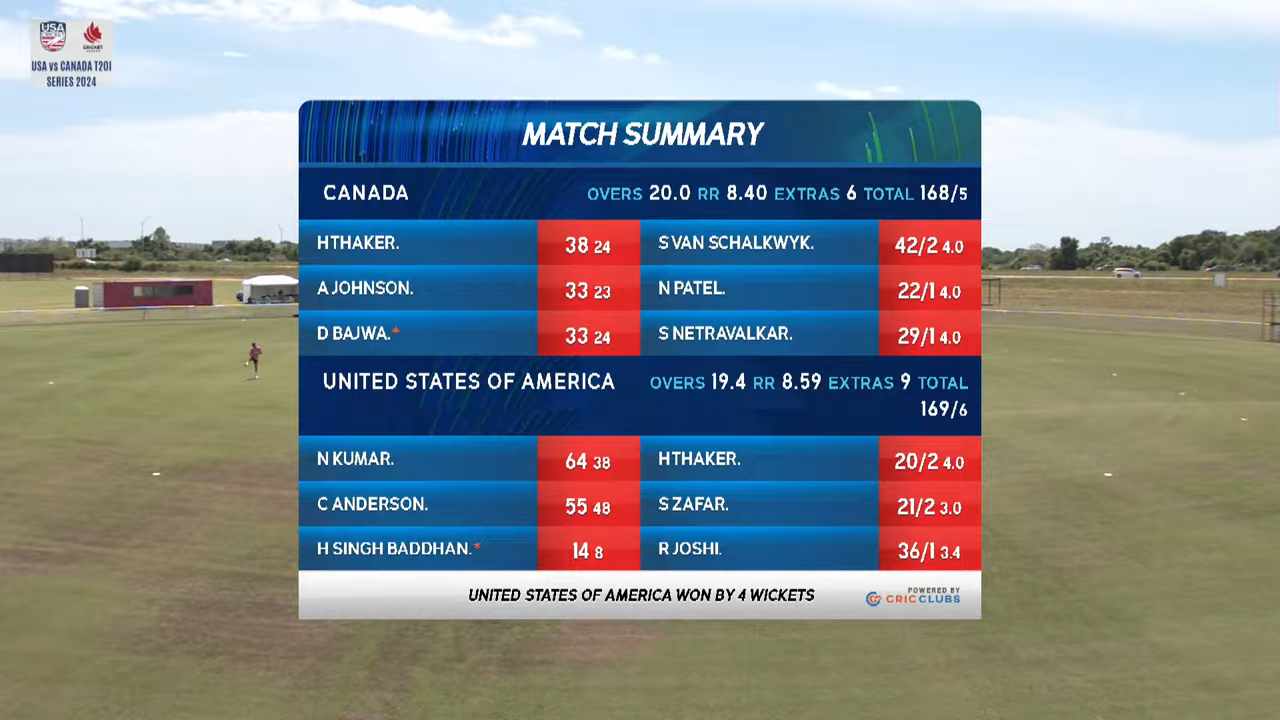 USA
CRICKET
CRICKET
CANADA
USA vs CANADA T20I
SERIES 2024
MATCH SUMMARY
CANADA OVERS 20.0 RR 8.40 EXTRAS 6 TOTAL 168/5
H THAKER. 38 24 S VAN SCHALKWYK. 42/2 4.0
A JOHNSON. 33 23 N PATEL. 22/1 4.0
D BAJWA.* 33 24 S NETRAVALKAR. 29/1 4.0
UNITED STATES OF AMERICA OVERS 19.4 RR 8.59 EXTRAS 9 TOTAL
169/6
N KUMAR. 64 38 H THAKER. 20/2 4.0
C ANDERSON. 55 48 S ZAFAR. 21/2 3.0
H SINGH BADDHAN.* 14 8 R JOSHI. 36/1 3.4
UNITED STATES OF AMERICA WON BY 4 WICKETS
POWERED BY
CRICCLUBS